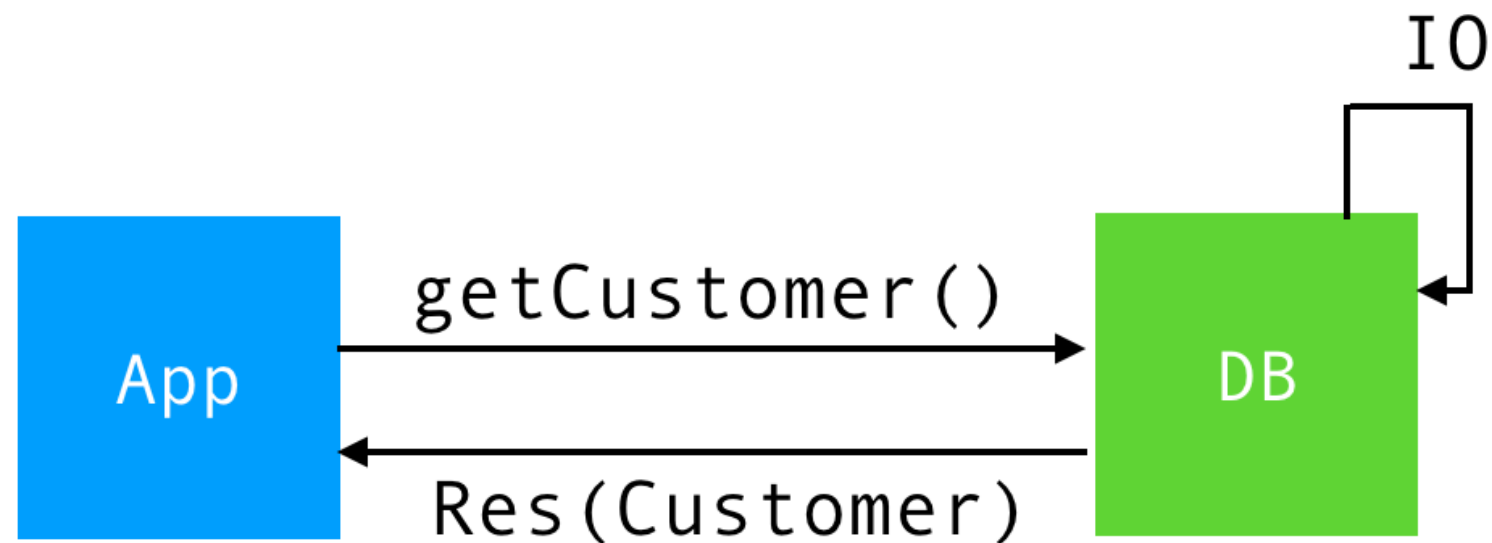 IO
getCustomer()
App
DB
Res(Customer)